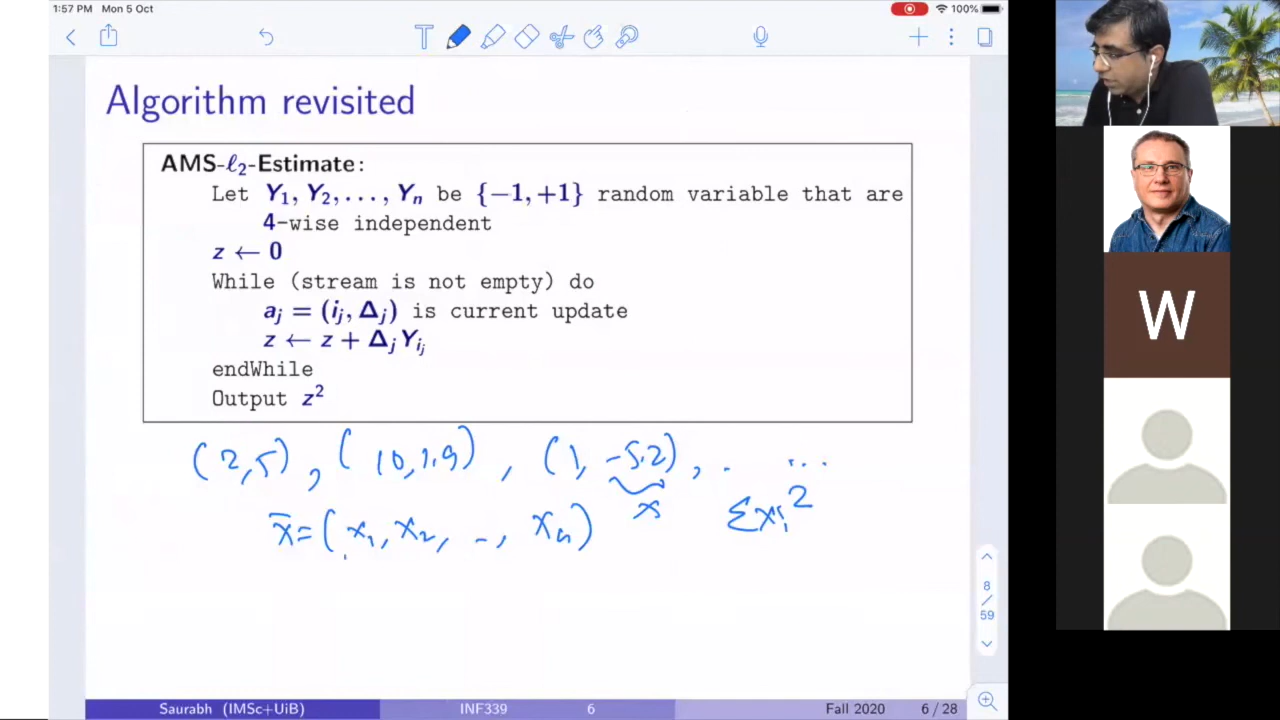 1:57 PM Mon 5 Oct
100%
Algorithm revisited
AMS-ℓ₂-Estimate:
Let Y₁, Y₂, ..., Yₙ be {−1, +1} random variable that are
4-wise independent
z ← 0
While (stream is not empty) do
aⱼ = (iⱼ, Δⱼ) is current update
z ← z + ΔⱼY_{iⱼ}
endWhile
Output z²
(2,5), (10,1.9), (1, -5.2), . ...
x̄=(x₁, x₂, .., xₙ)
Σxᵢ²
W
8
/
59
Saurabh (IMSc+UiB) INF339 6 Fall 2020 6 / 28